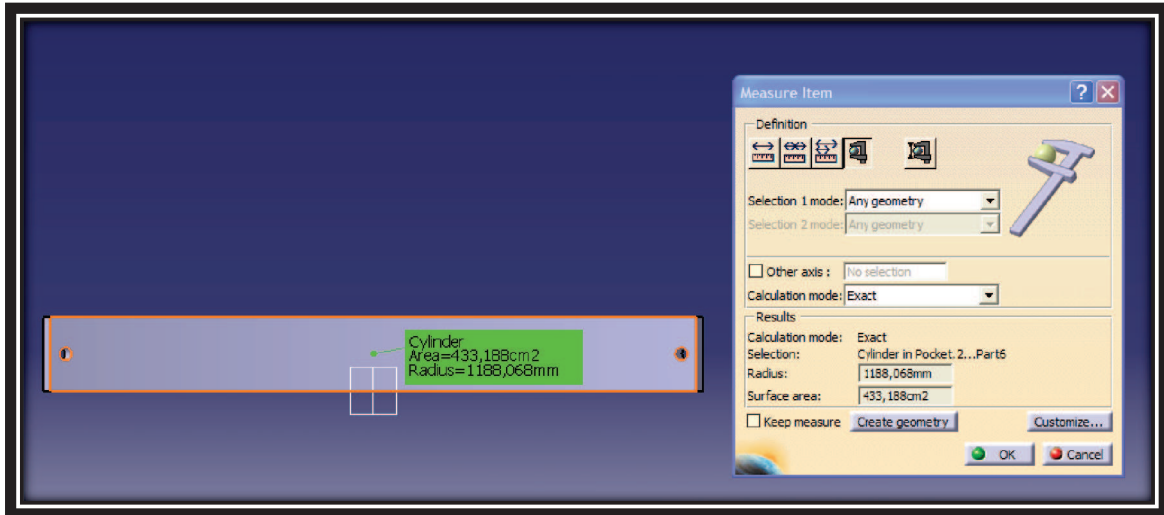 Cylinder
Area=433,188cm2
Radius=1188,068mm
Measure Item
Definition
Selection 1 mode: Any geometry
Selection 2 mode: Any geometry
Other axis : No selection
Calculation mode: Exact
Results
Calculation mode: Exact
Selection: Cylinder in Pocket.2...Part6
Radius: 1188,068mm
Surface area: 433,188cm2
Keep measure Create geometry Customize...
OK Cancel